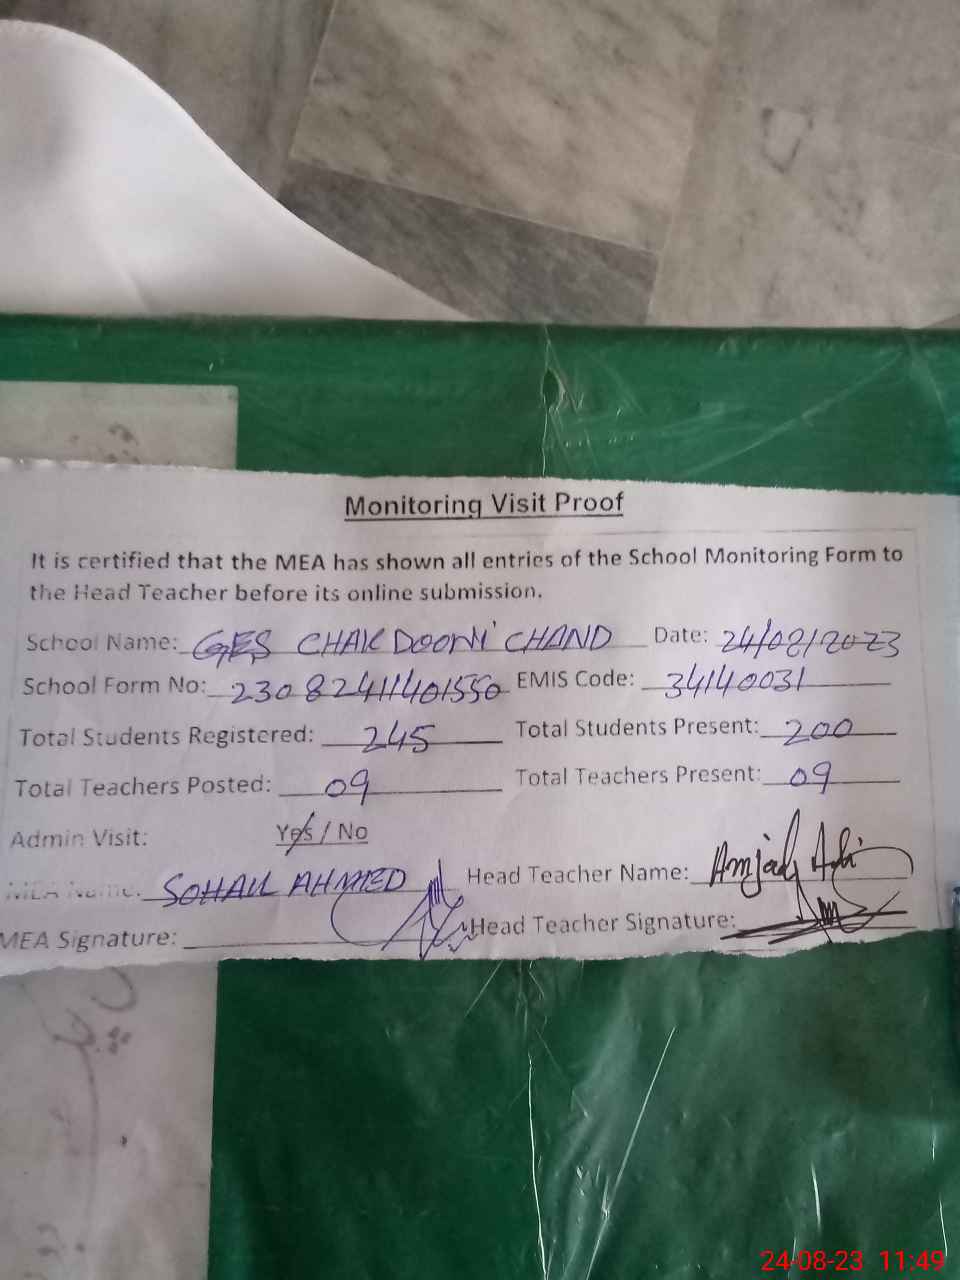 Monitoring Visit Proof
It is certified that the MEA has shown all entries of the School Monitoring Form to
the Head Teacher before its online submission.
School Name: GES CHAK DOONI CHAND Date: 24/08/2023
School Form No: 23082411401550 EMIS Code: 34140031
Total Students Registered: 245 Total Students Present: 200
Total Teachers Posted: 09 Total Teachers Present: 09
Admin Visit: Yes / No
MEA Name: SOHAIL AHMED Head Teacher Name: Amjad Ali
MEA Signature: Head Teacher Signature:
24-08-23 11:49